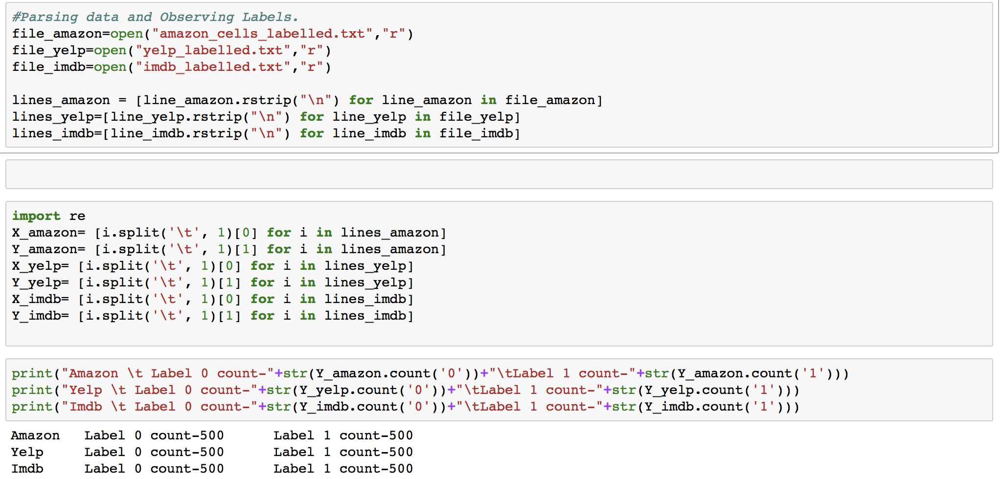 #Parsing data and Observing Labels.
file_amazon=open("amazon_cells_labelled.txt","r")
file_yelp=open("yelp_labelled.txt","r")
file_imdb=open("imdb_labelled.txt","r")
lines_amazon = [line_amazon.rstrip("\n") for line_amazon in file_amazon]
lines_yelp=[line_yelp.rstrip("\n") for line_yelp in file_yelp]
lines_imdb=[line_imdb.rstrip("\n") for line_imdb in file_imdb]
import re
X_amazon= [i.split('\t', 1)[0] for i in lines_amazon]
Y_amazon= [i.split('\t', 1)[1] for i in lines_amazon]
X_yelp= [i.split('\t', 1)[0] for i in lines_yelp]
Y_yelp= [i.split('\t', 1)[1] for i in lines_yelp]
X_imdb= [i.split('\t', 1)[0] for i in lines_imdb]
Y_imdb= [i.split('\t', 1)[1] for i in lines_imdb]
print("Amazon \t Label 0 count-"+str(Y_amazon.count('0'))+"\tLabel 1 count-"+str(Y_amazon.count('1')))
print("Yelp \t Label 0 count-"+str(Y_yelp.count('0'))+"\tLabel 1 count-"+str(Y_yelp.count('1')))
print("Imdb \t Label 0 count-"+str(Y_imdb.count('0'))+"\tLabel 1 count-"+str(Y_imdb.count('1')))
Amazon   Label 0 count-500      Label 1 count-500
Yelp     Label 0 count-500      Label 1 count-500
Imdb     Label 0 count-500      Label 1 count-500